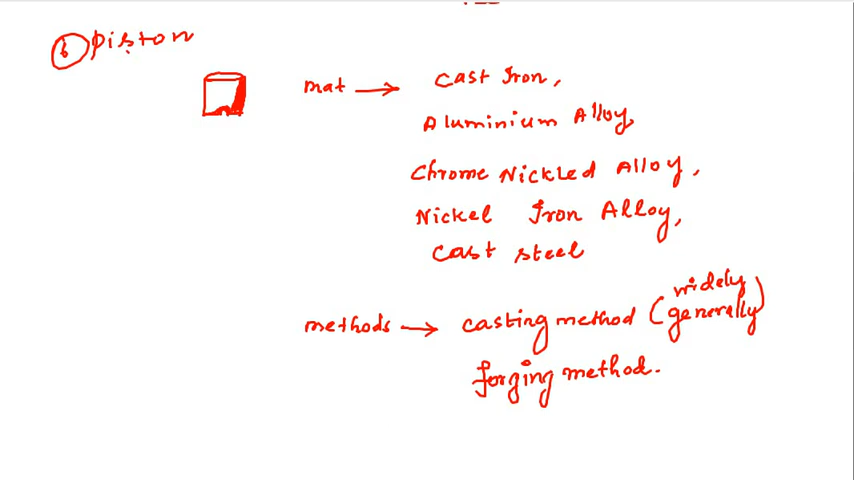 6 Piston
mat → Cast Iron,
Aluminium Alloy,
Chrome Nickled Alloy,
Nickel Iron Alloy,
Cast steel
methods → casting method (widely generally)
forging method.